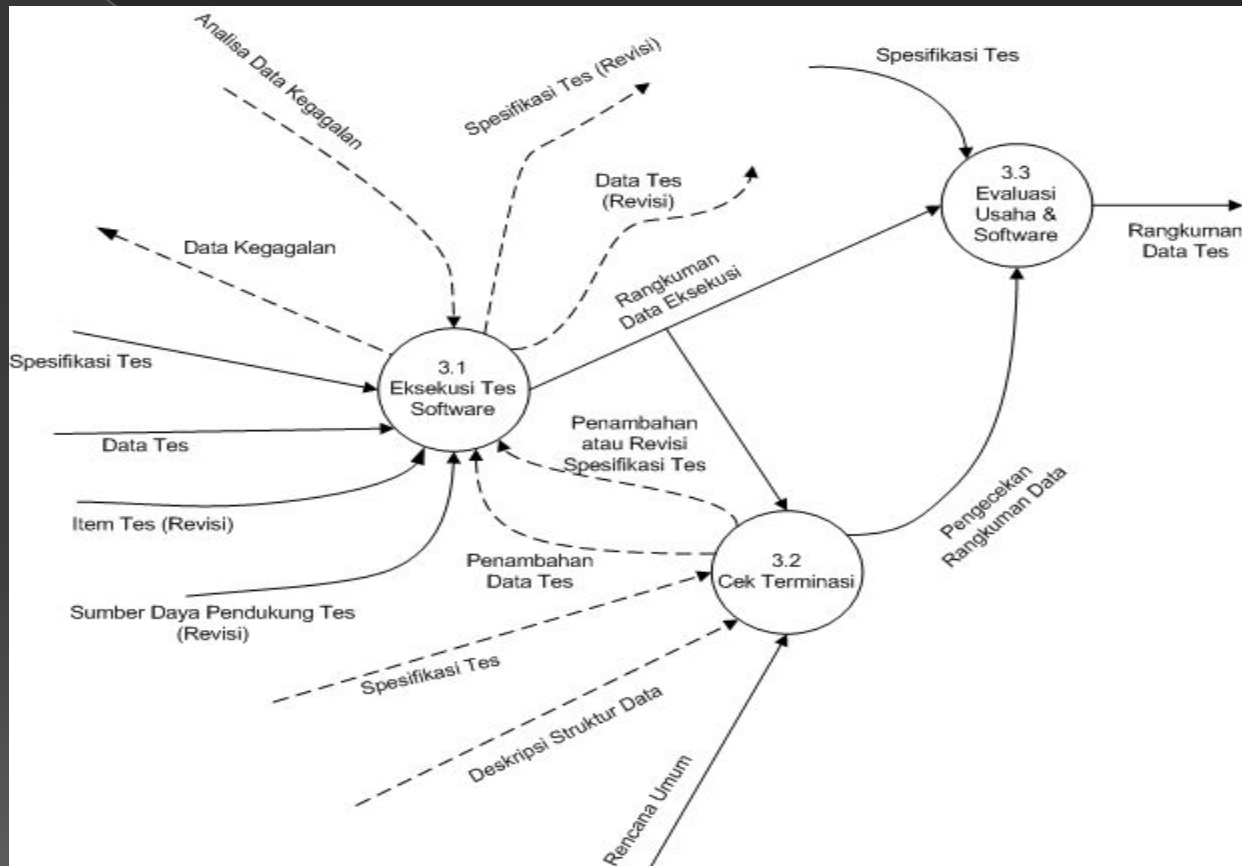 Analisa Data Kegagalan
Spesifikasi Tes (Revisi)
Spesifikasi Tes
Data Tes
(Revisi)
3.3
Evaluasi
Usaha &
Software
Rangkuman
Data Tes
Data Kegagalan
Rangkuman
Data Eksekusi
Spesifikasi Tes
3.1
Eksekusi Tes
Software
Data Tes
Penambahan
atau Revisi
Spesifikasi Tes
Item Tes (Revisi)
Pengecekan
Rangkuman Data
Penambahan
Data Tes
3.2
Cek Terminasi
Sumber Daya Pendukung Tes
(Revisi)
Spesifikasi Tes
Deskripsi Struktur Data
Rencana Umum